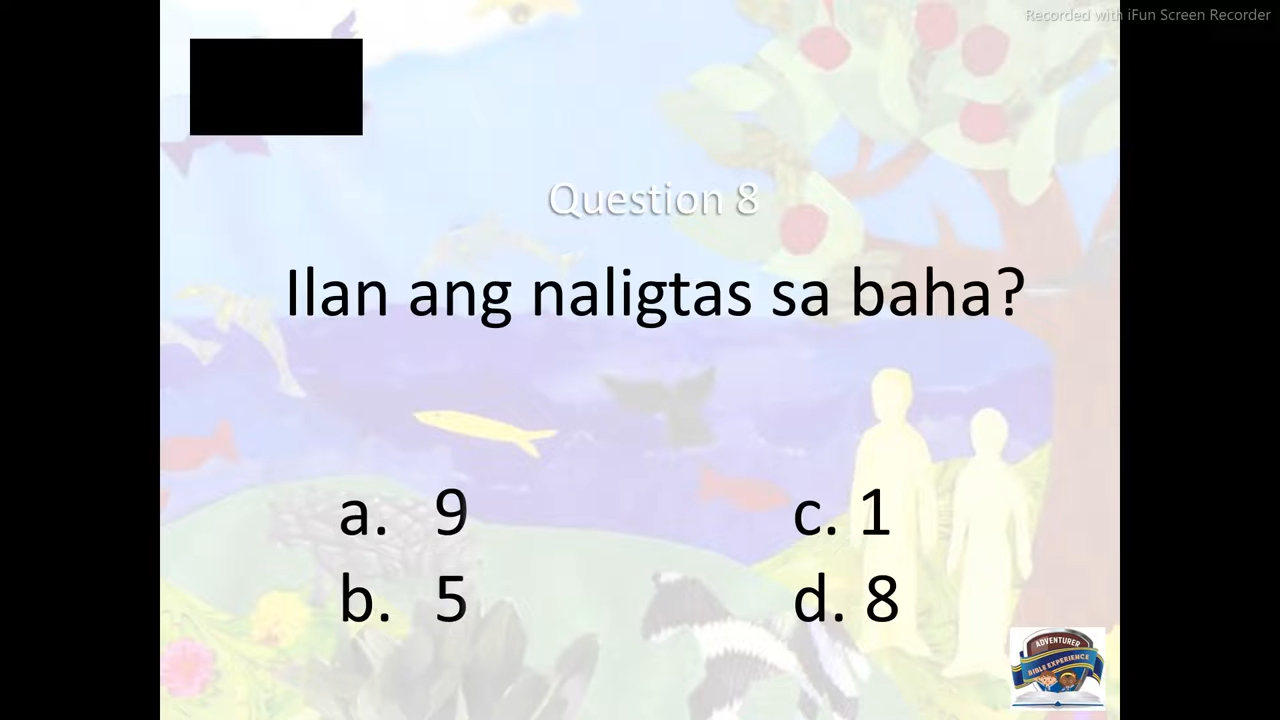 Recorded with iFun Screen Recorder
Question 8
Ilan ang naligtas sa baha?
a. 9
b. 5
c. 1
d. 8
ADVENTURER
BIBLE EXPERIENCE